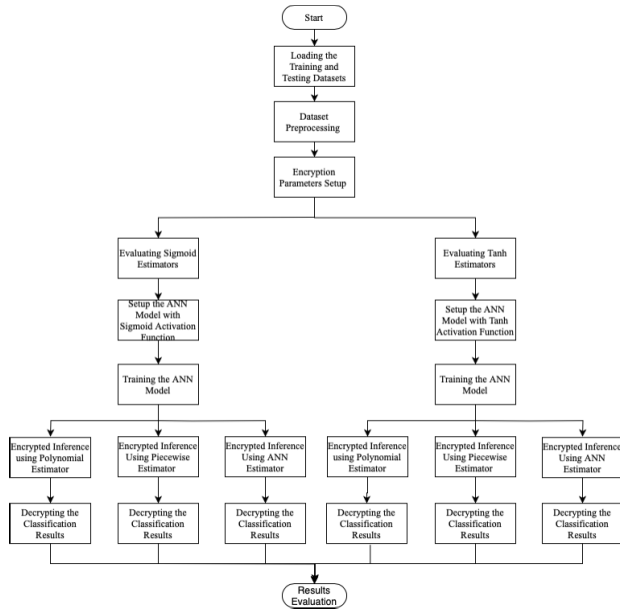 Start
Loading the
Training and
Testing Datasets
Dataset
Preprocessing
Encryption
Parameters Setup
Evaluating Sigmoid
Estimators
Evaluating Tanh
Estimators
Setup the ANN
Model with
Sigmoid Activation
Function
Setup the ANN
Model with Tanh
Activation Function
Training the ANN
Model
Training the ANN
Model
Encrypted Inference
using Polynomial
Estimator
Encrypted Inference
Using Piecewise
Estimator
Encrypted Inference
Using ANN
Estimator
Encrypted Inference
using Polynomial
Estimator
Encrypted Inference
Using Piecewise
Estimator
Encrypted Inference
Using ANN
Estimator
Decrypting the
Classification
Results
Decrypting the
Classification
Results
Decrypting the
Classification
Results
Decrypting the
Classification
Results
Decrypting the
Classification
Results
Decrypting the
Classification
Results
Results
Evaluation